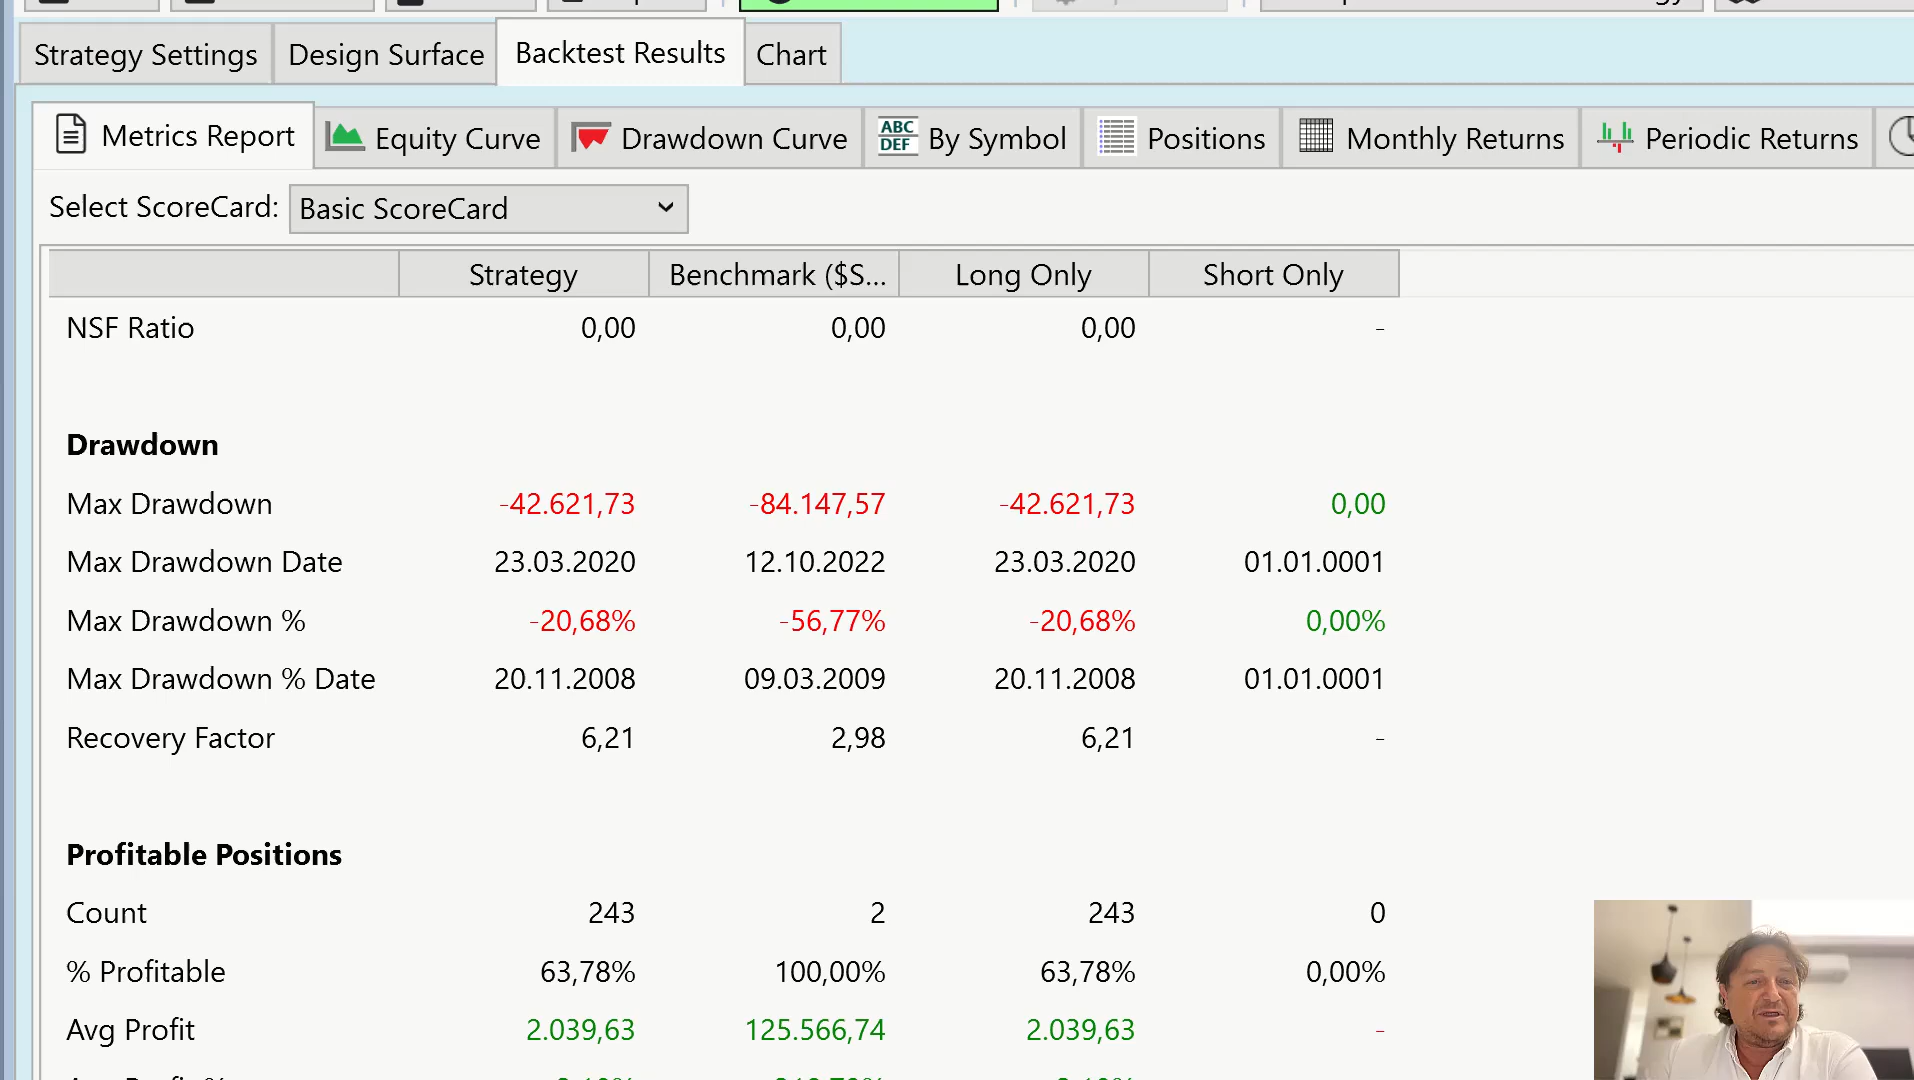 Strategy Settings Design Surface Backtest Results Chart
Metrics Report Equity Curve Drawdown Curve ABC DEF By Symbol Positions Monthly Returns Periodic Returns
Select ScoreCard: Basic ScoreCard
Strategy Benchmark ($S... Long Only Short Only
NSF Ratio 0,00 0,00 0,00 -
Drawdown
Max Drawdown -42.621,73 -84.147,57 -42.621,73 0,00
Max Drawdown Date 23.03.2020 12.10.2022 23.03.2020 01.01.0001
Max Drawdown % -20,68% -56,77% -20,68% 0,00%
Max Drawdown % Date 20.11.2008 09.03.2009 20.11.2008 01.01.0001
Recovery Factor 6,21 2,98 6,21 -
Profitable Positions
Count 243 2 243 0
% Profitable 63,78% 100,00% 63,78% 0,00%
Avg Profit 2.039,63 125.566,74 2.039,63 -